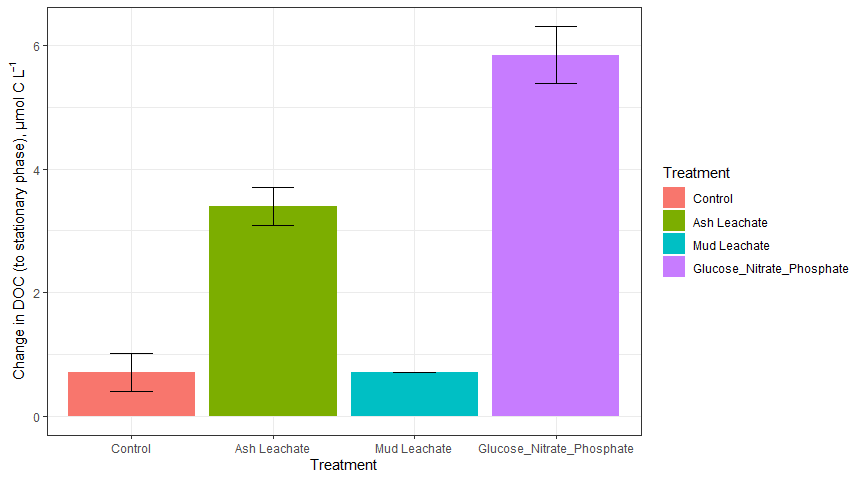 Change in DOC (to stationary phase), µmol C L⁻¹
6
4
2
0
Control
Ash Leachate
Mud Leachate
Glucose_Nitrate_Phosphate
Treatment
Treatment
Control
Ash Leachate
Mud Leachate
Glucose_Nitrate_Phosphate